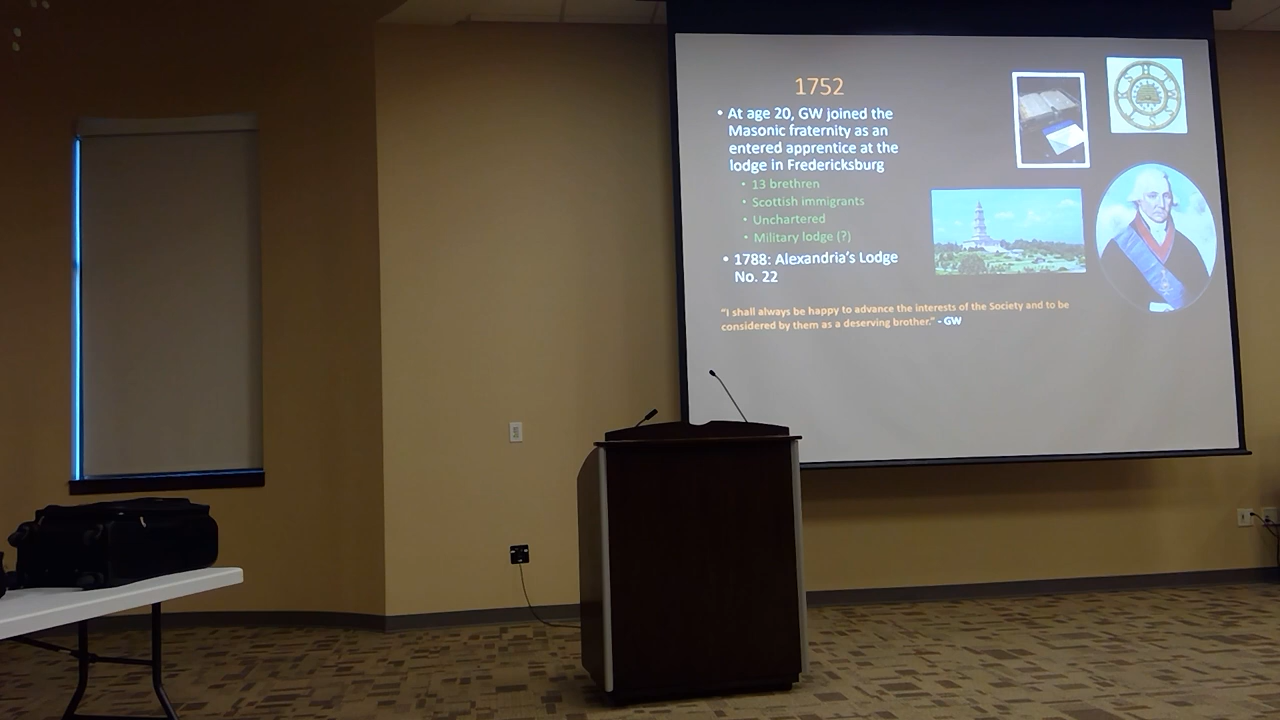 1752
• At age 20, GW joined the
Masonic fraternity as an
entered apprentice at the
lodge in Fredericksburg
• 13 brethren
• Scottish immigrants
• Unchartered
• Military lodge (?)
• 1788: Alexandria's Lodge
No. 22
"I shall always be happy to advance the interests of the Society and to be
considered by them as a deserving brother." - GW